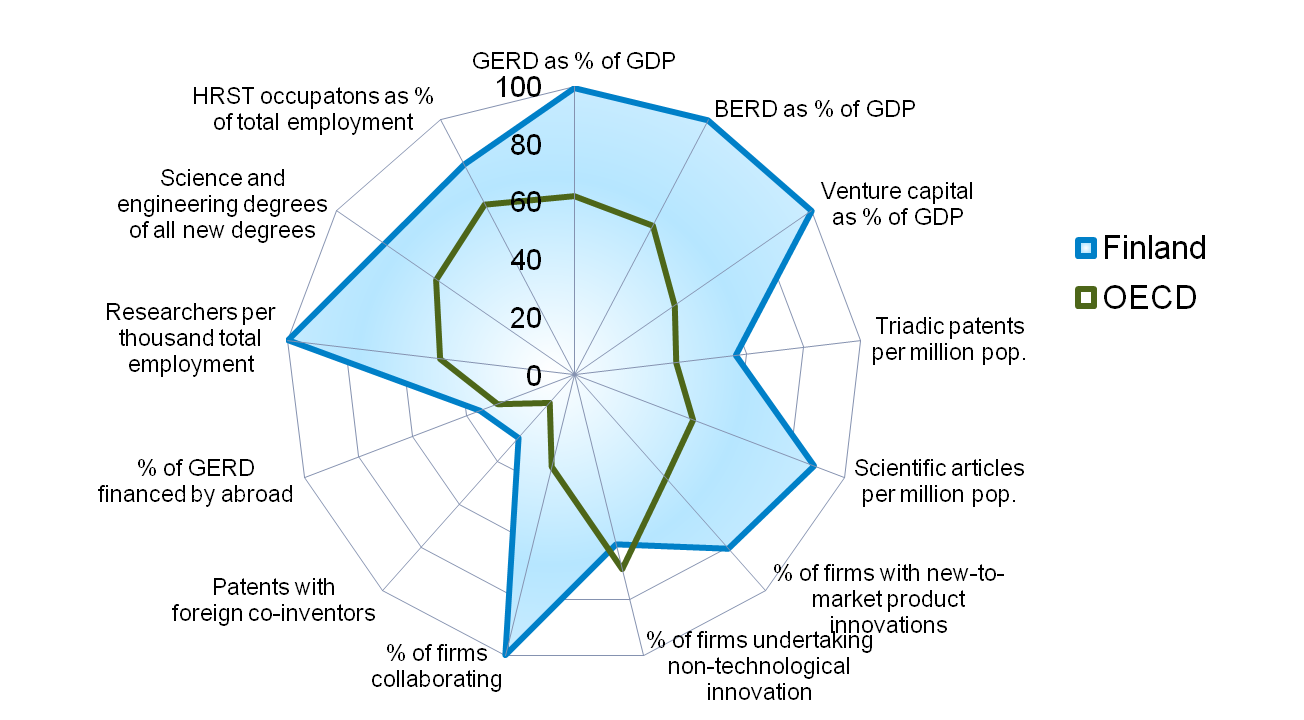 GERD as % of GDP
100
HRST occupatons as %
of total employment
BERD as % of GDP
80
Science and
engineering degrees
of all new degrees
Venture capital
as % of GDP
60
Finland
40
OECD
Researchers per
thousand total
employment
20
Triadic patents
per million pop.
0
% of GERD
financed by abroad
Scientific articles
per million pop.
Patents with
foreign co-inventors
% of firms with new-to-
market product
innovations
% of firms
collaborating
% of firms undertaking
non-technological
innovation